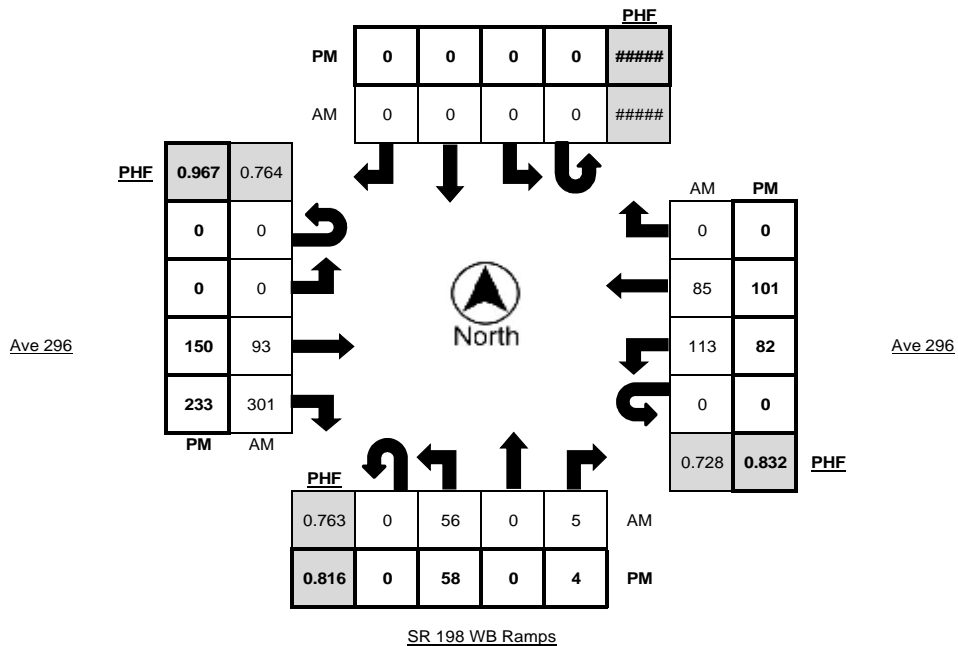 PHF
PM 0 0 0 0 #####
AM 0 0 0 0 #####
PHF 0.967 0.764
0 0
0 0
150 93
233 301
PM AM
Ave 296
North
AM PM
0 0
85 101
113 82
0 0
0.728 0.832 PHF
Ave 296
PHF
0.763 0 56 0 5 AM
0.816 0 58 0 4 PM
SR 198 WB Ramps